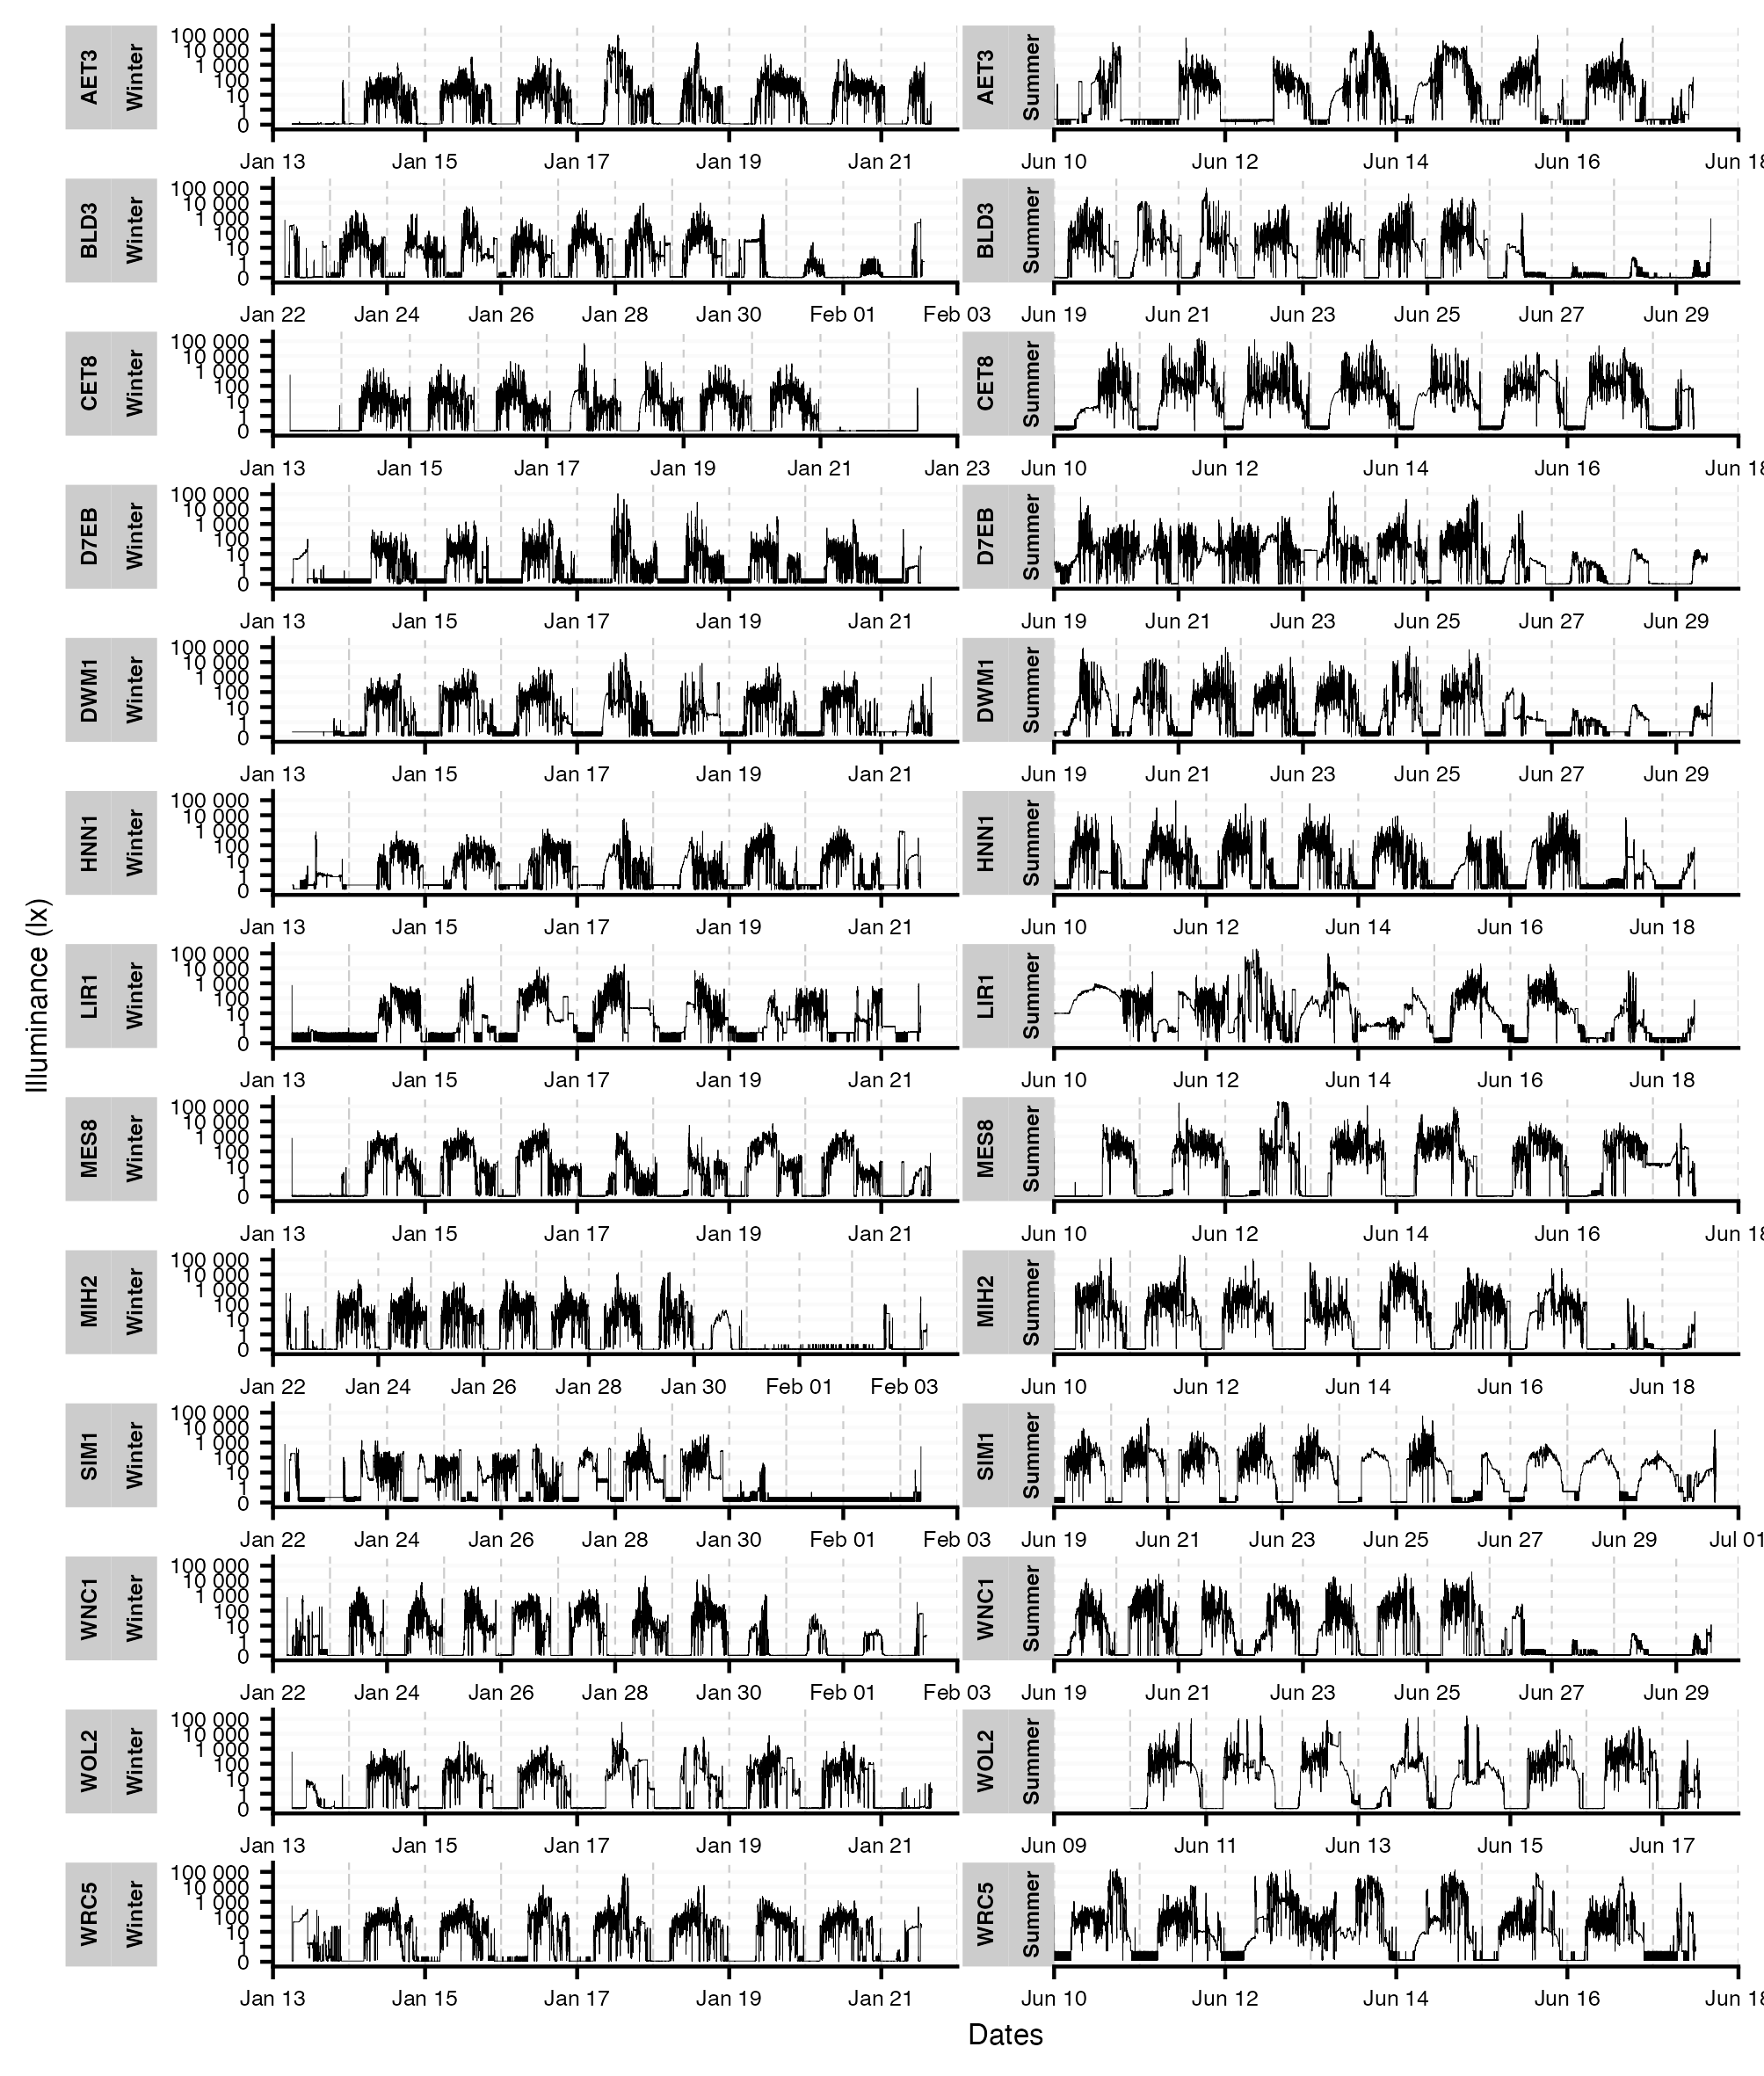 Illuminance (lx)
AET3 Winter
100 000
10 000
1 000
100
10
1
0
Jan 13 Jan 15 Jan 17 Jan 19 Jan 21
AET3 Summer
Jun 10 Jun 12 Jun 14 Jun 16 Jun 18
BLD3 Winter
100 000
10 000
1 000
100
10
1
0
Jan 22 Jan 24 Jan 26 Jan 28 Jan 30 Feb 01 Feb 03
BLD3 Summer
Jun 19 Jun 21 Jun 23 Jun 25 Jun 27 Jun 29
CET8 Winter
100 000
10 000
1 000
100
10
1
0
Jan 13 Jan 15 Jan 17 Jan 19 Jan 21 Jan 23
CET8 Summer
Jun 10 Jun 12 Jun 14 Jun 16 Jun 18
D7EB Winter
100 000
10 000
1 000
100
10
1
0
Jan 13 Jan 15 Jan 17 Jan 19 Jan 21
D7EB Summer
Jun 19 Jun 21 Jun 23 Jun 25 Jun 27 Jun 29
DWM1 Winter
100 000
10 000
1 000
100
10
1
0
Jan 13 Jan 15 Jan 17 Jan 19 Jan 21
DWM1 Summer
Jun 19 Jun 21 Jun 23 Jun 25 Jun 27 Jun 29
HNN1 Winter
100 000
10 000
1 000
100
10
1
0
Jan 13 Jan 15 Jan 17 Jan 19 Jan 21
HNN1 Summer
Jun 10 Jun 12 Jun 14 Jun 16 Jun 18
LIR1 Winter
100 000
10 000
1 000
100
10
1
0
Jan 13 Jan 15 Jan 17 Jan 19 Jan 21
LIR1 Summer
Jun 10 Jun 12 Jun 14 Jun 16 Jun 18
MES8 Winter
100 000
10 000
1 000
100
10
1
0
Jan 13 Jan 15 Jan 17 Jan 19 Jan 21
MES8 Summer
Jun 10 Jun 12 Jun 14 Jun 16 Jun 18
MIH2 Winter
100 000
10 000
1 000
100
10
1
0
Jan 22 Jan 24 Jan 26 Jan 28 Jan 30 Feb 01 Feb 03
MIH2 Summer
Jun 10 Jun 12 Jun 14 Jun 16 Jun 18
SIM1 Winter
100 000
10 000
1 000
100
10
1
0
Jan 22 Jan 24 Jan 26 Jan 28 Jan 30 Feb 01 Feb 03
SIM1 Summer
Jun 19 Jun 21 Jun 23 Jun 25 Jun 27 Jun 29 Jul 01
WNC1 Winter
100 000
10 000
1 000
100
10
1
0
Jan 22 Jan 24 Jan 26 Jan 28 Jan 30 Feb 01 Feb 03
WNC1 Summer
Jun 19 Jun 21 Jun 23 Jun 25 Jun 27 Jun 29
WOL2 Winter
100 000
10 000
1 000
100
10
1
0
Jan 13 Jan 15 Jan 17 Jan 19 Jan 21
WOL2 Summer
Jun 09 Jun 11 Jun 13 Jun 15 Jun 17
WRC5 Winter
100 000
10 000
1 000
100
10
1
0
Jan 13 Jan 15 Jan 17 Jan 19 Jan 21
WRC5 Summer
Jun 10 Jun 12 Jun 14 Jun 16 Jun 18
Dates